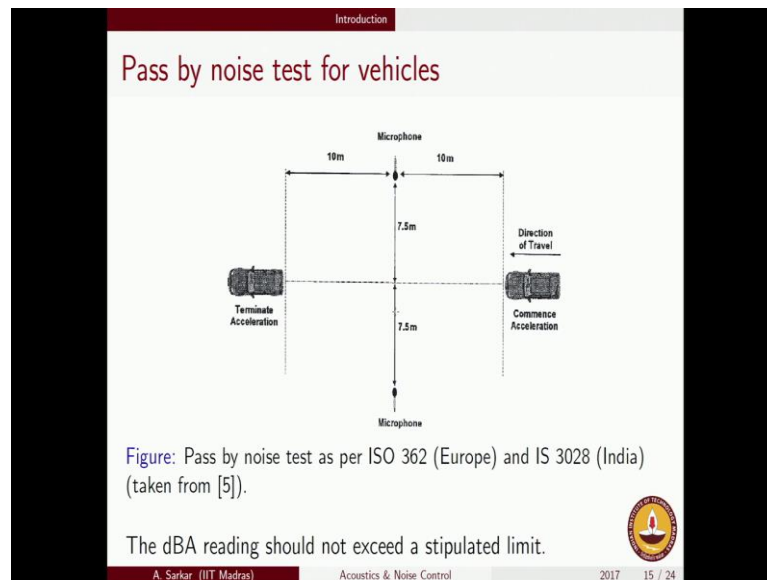 Introduction
Pass by noise test for vehicles
Microphone
10m
10m
7.5m
Direction
of Travel
Terminate
Acceleration
Commence
Acceleration
7.5m
Microphone
Figure: Pass by noise test as per ISO 362 (Europe) and IS 3028 (India)
(taken from [5]).
The dBA reading should not exceed a stipulated limit.
A. Sarkar (IIT Madras)
Acoustics & Noise Control
2017
15 / 24